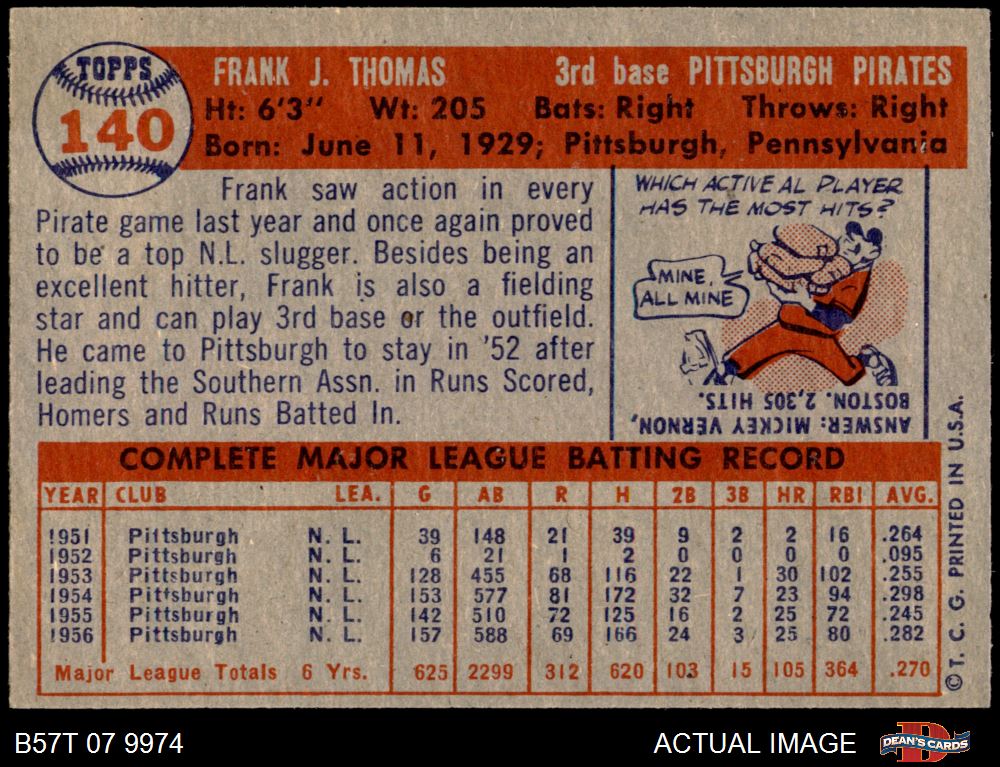 TOPPS
140
FRANK J. THOMAS 3rd base PITTSBURGH PIRATES
Ht: 6'3" Wt: 205 Bats: Right Throws: Right
Born: June 11, 1929; Pittsburgh, Pennsylvania
Frank saw action in every
Pirate game last year and once again proved
to be a top N.L. slugger. Besides being an
excellent hitter, Frank is also a fielding
star and can play 3rd base or the outfield.
He came to Pittsburgh to stay in '52 after
leading the Southern Assn. in Runs Scored,
Homers and Runs Batted In.
WHICH ACTIVE AL PLAYER
HAS THE MOST HITS?
MINE,
ALL MINE
ANSWER: MICKEY VERNON,
BOSTON. 2,305 HITS.
COMPLETE MAJOR LEAGUE BATTING RECORD
YEAR CLUB LEA. G AB R H 2B 3B HR RBI AVG.
1951 Pittsburgh N. L. 39 148 21 39 9 2 2 16 .264
1952 Pittsburgh N. L. 6 21 1 2 0 0 0 0 .095
1953 Pittsburgh N. L. 128 455 68 116 22 1 30 102 .255
1954 Pittsburgh N. L. 153 577 81 172 32 7 23 94 .298
1955 Pittsburgh N. L. 142 510 72 125 16 2 25 72 .245
1956 Pittsburgh N. L. 157 588 69 166 24 3 25 80 .282
Major League Totals 6 Yrs. 625 2299 312 620 103 15 105 364 .270
© T. C. G. PRINTED IN U.S.A.
B57T 07 9974 ACTUAL IMAGE
DEAN'S CARDS